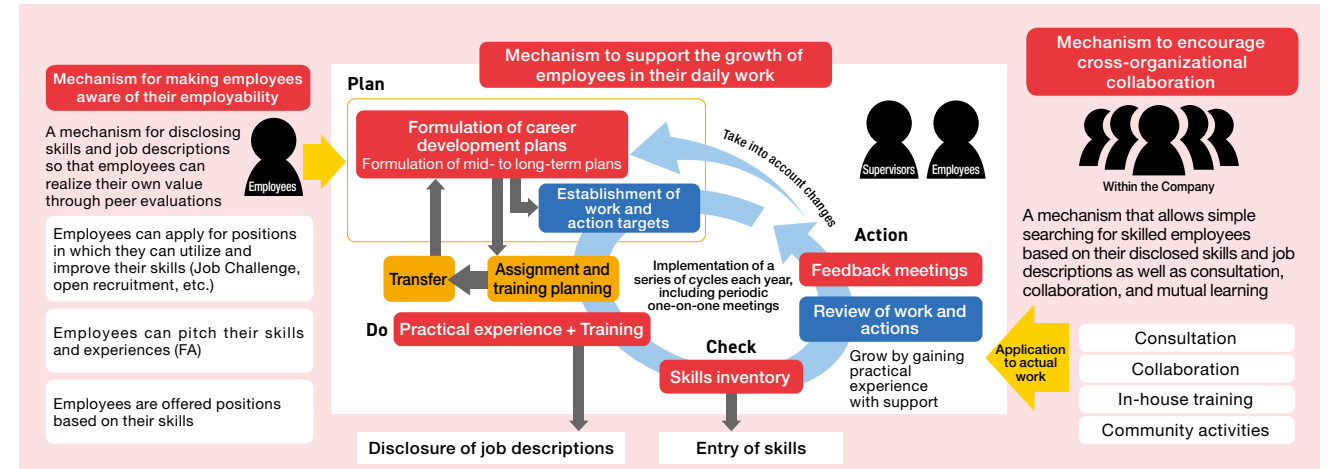 Mechanism for making employees
aware of their employability
A mechanism for disclosing
skills and job descriptions
so that employees can
realize their own value
through peer evaluations
Employees
Employees can apply for positions
in which they can utilize and
improve their skills (Job Challenge,
open recruitment, etc.)
Employees can pitch their skills
and experiences (FA)
Employees are offered positions
based on their skills
Mechanism to support the growth of
employees in their daily work
Plan
Formulation of career
development plans
Formulation of mid- to long-term plans
Establishment of
work and
action targets
Take into account changes
Supervisors
Employees
Transfer
Assignment and
training planning
Implementation of a
series of cycles each year,
including periodic
one-on-one meetings
Action
Feedback meetings
Review of work and
actions
Grow by gaining
practical
experience
with support
Do
Practical experience + Training
Check
Skills inventory
Disclosure of job descriptions
Entry of skills
Mechanism to encourage
cross-organizational
collaboration
Within the Company
A mechanism that allows simple
searching for skilled employees
based on their disclosed skills and job
descriptions as well as consultation,
collaboration, and mutual learning
Application
to actual
work
Consultation
Collaboration
In-house training
Community activities